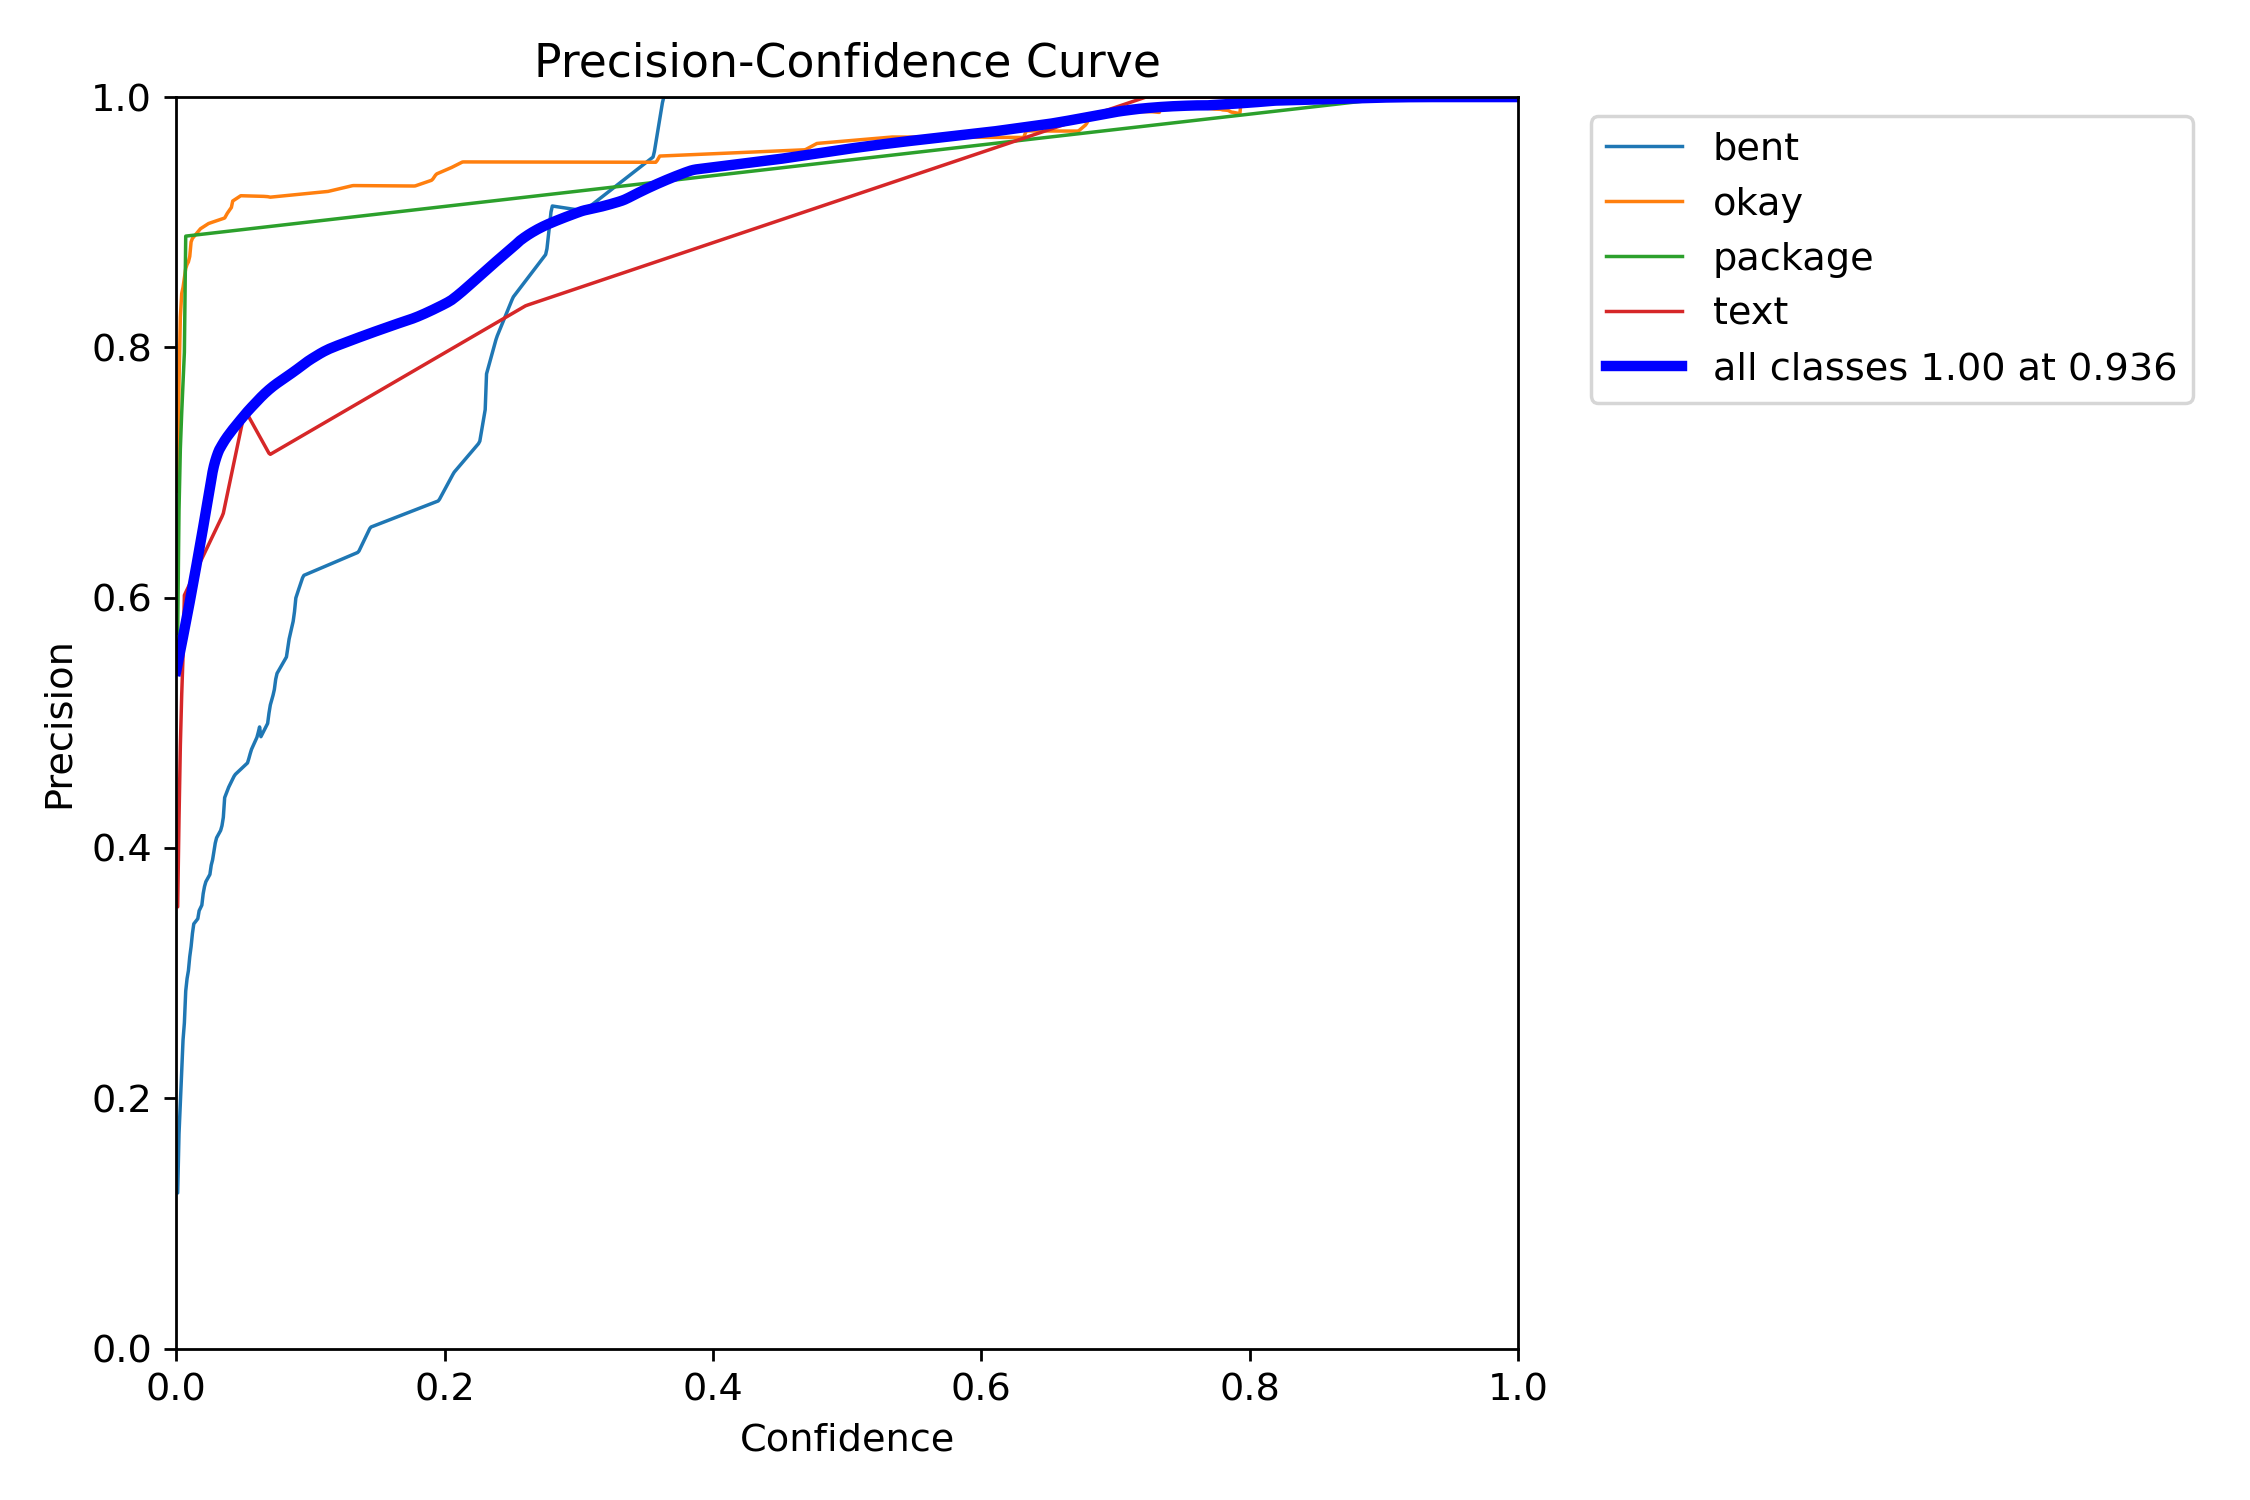 Precision-Confidence Curve
1.0
0.8
0.6
0.4
0.2
0.0
Precision
0.0 0.2 0.4 0.6 0.8 1.0
Confidence
bent
okay
package
text
all classes 1.00 at 0.936